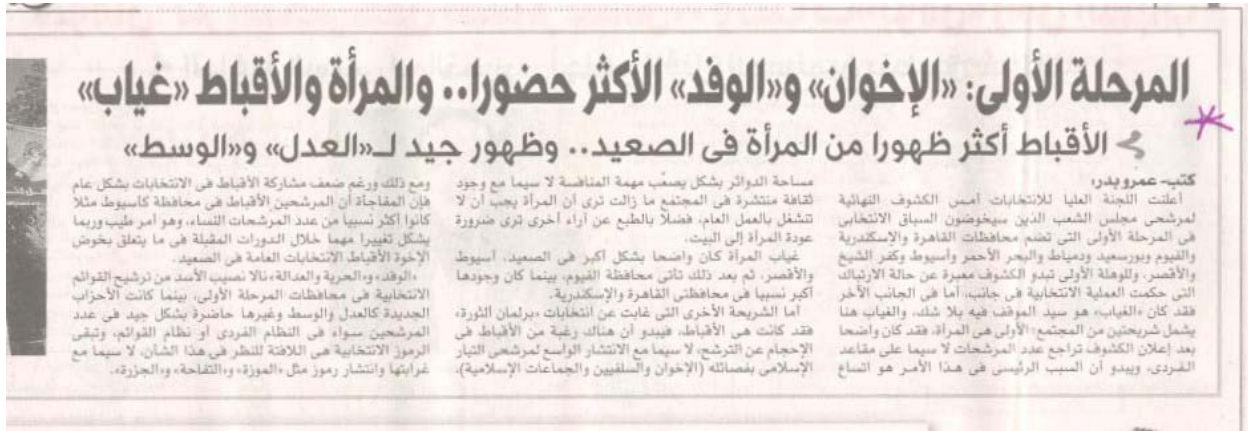 المرحلة الأولى: «الإخوان» و«الوفد» الأكثر حضورا.. والمرأة والأقباط «غياب»
الأقباط أكثر ظهورا من المرأة فى الصعيد.. وظهور جيد لـ«العدل» و«الوسط»
كتب- عمرو بدر:
أعلنت اللجنة العليا للانتخابات أمس الكشوف النهائية
لمرشحى مجلس الشعب الذين سيخوضون السباق الانتخابى
فى المرحلة الأولى التى تضم محافظات القاهرة والإسكندرية
والفيوم وبورسعيد ودمياط والبحر الأحمر وأسيوط وكفر الشيخ
والأقصر، وللوهلة الأولى تبدو الكشوف معبرة عن حالة الارتباك
التى حكمت العملية الانتخابية فى جانب، أما فى الجانب الآخر
فقد كان «الغياب» هو سيد الموقف فيه بلا شك، والغياب هنا
يشمل شريحتين من المجتمع؛ الأولى هى المرأة، فقد كان واضحا
بعد إعلان الكشوف تراجع عدد المرشحات لا سيما على مقاعد
الفردى، ويبدو أن السبب الرئيسى فى هذا الأمر هو اتساع
مساحة الدوائر بشكل يصعّب مهمة المنافسة لا سيما مع وجود
ثقافة منتشرة فى المجتمع ما زالت ترى أن المرأة يجب أن لا
تنشغل بالعمل العام، فضلًا بالطبع عن آراء أخرى ترى ضرورة
عودة المرأة إلى البيت.
غياب المرأة كان واضحا بشكل أكبر فى الصعيد، أسيوط
والأقصر، ثم بعد ذلك تأتى محافظة الفيوم، بينما كان وجودها
أكبر نسبيا فى محافظتى القاهرة والإسكندرية.
أما الشريحة الأخرى التى غابت عن انتخابات «برلمان الثورة»
فقد كانت هى الأقباط، فيبدو أن هناك رغبة من الأقباط فى
الإحجام عن الترشح، لا سيما مع الانتشار الواسع لمرشحى التيار
الإسلامى بفصائله (الإخوان والسلفيين والجماعات الإسلامية)،
ومع ذلك ورغم ضعف مشاركة الأقباط فى الانتخابات بشكل عام
فإن المفاجأة أن المرشحين الأقباط فى محافظة كأسيوط مثلا
كانوا أكثر نسبيا من عدد المرشحات النساء، وهو أمر طيب وربما
يشكل تغييرا مهما خلال الدورات المقبلة فى ما يتعلق بخوض
الإخوة الأقباط الانتخابات العامة فى الصعيد.
«الوفد» و«الحرية والعدالة» نالا نصيب الأسد من ترشيح القوائم
الانتخابية فى محافظات المرحلة الأولى، بينما كانت الأحزاب
الجديدة كالعدل والوسط وغيرها حاضرة بشكل جيد فى عدد
المرشحين سواء فى النظام الفردى أو نظام القوائم، وتبقى
الرموز الانتخابية هى اللافتة للنظر فى هذا الشأن، لا سيما مع
غرابتها وانتشار رموز مثل «الموزة» و«التفاحة» و«الجزرة».